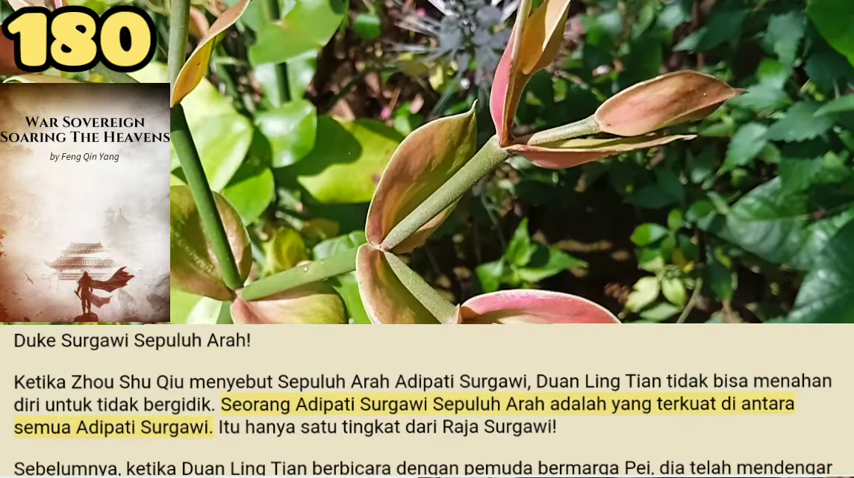 180
WAR SOVEREIGN
SOARING THE HEAVENS
by Feng Qin Yang
Duke Surgawi Sepuluh Arah!
Ketika Zhou Shu Qiu menyebut Sepuluh Arah Adipati Surgawi, Duan Ling Tian tidak bisa menahan
diri untuk tidak bergidik. Seorang Adipati Surgawi Sepuluh Arah adalah yang terkuat di antara
semua Adipati Surgawi. Itu hanya satu tingkat dari Raja Surgawi!
Sebelumnya, ketika Duan Ling Tian berbicara dengan pemuda bermarga Pei, dia telah mendengar